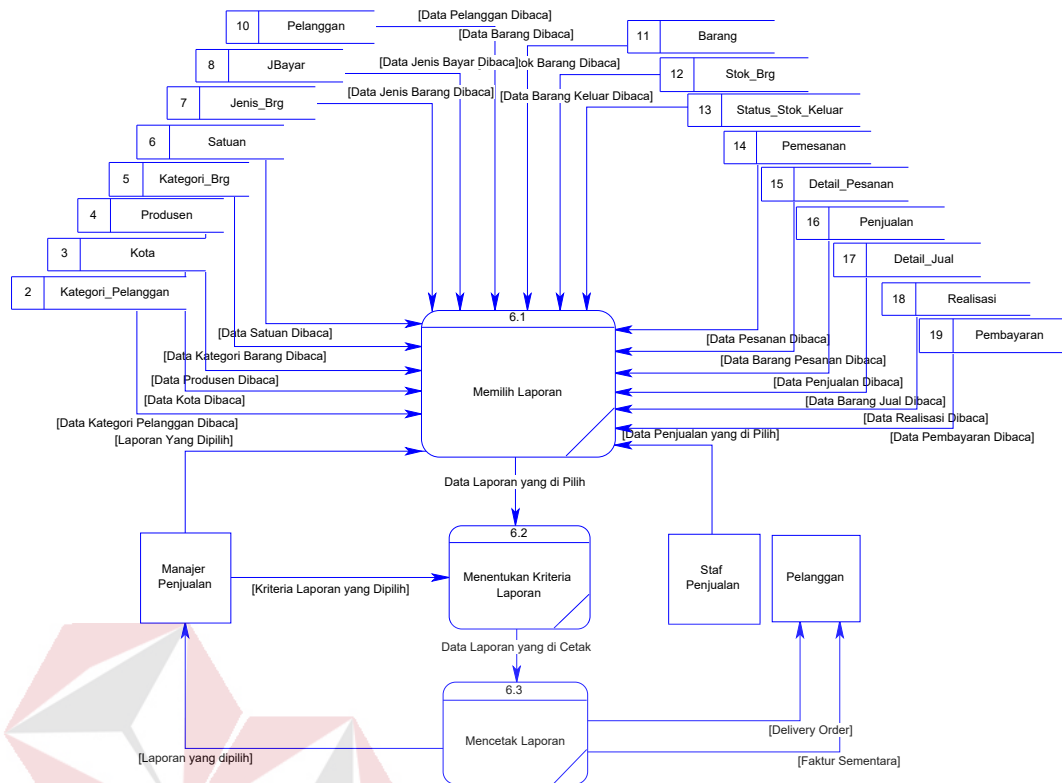 10 Pelanggan
[Data Pelanggan Dibaca]
[Data Barang Dibaca]
11 Barang
8 JBayar
[Data Jenis Bayar Dibaca]
tok Barang Dibaca]
12 Stok_Brg
7 Jenis_Brg
[Data Jenis Barang Dibaca]
[Data Barang Keluar Dibaca]
13 Status_Stok_Keluar
6 Satuan
14 Pemesanan
5 Kategori_Brg
15 Detail_Pesanan
4 Produsen
16 Penjualan
3 Kota
17 Detail_Jual
2 Kategori_Pelanggan
18 Realisasi
19 Pembayaran
6.1
Memilih Laporan
[Data Satuan Dibaca]
[Data Kategori Barang Dibaca]
[Data Produsen Dibaca]
[Data Kota Dibaca]
[Data Kategori Pelanggan Dibaca]
[Laporan Yang Dipilih]
[Data Pesanan Dibaca]
[Data Barang Pesanan Dibaca]
[Data Penjualan Dibaca]
[Data Barang Jual Dibaca]
[Data Realisasi Dibaca]
[Data Penjualan yang di Pilih]
[Data Pembayaran Dibaca]
Data Laporan yang di Pilih
Manajer
Penjualan
[Kriteria Laporan yang Dipilih]
6.2
Menentukan Kriteria
Laporan
Staf
Penjualan
Pelanggan
Data Laporan yang di Cetak
6.3
Mencetak Laporan
[Laporan yang dipilih]
[Delivery Order]
[Faktur Sementara]